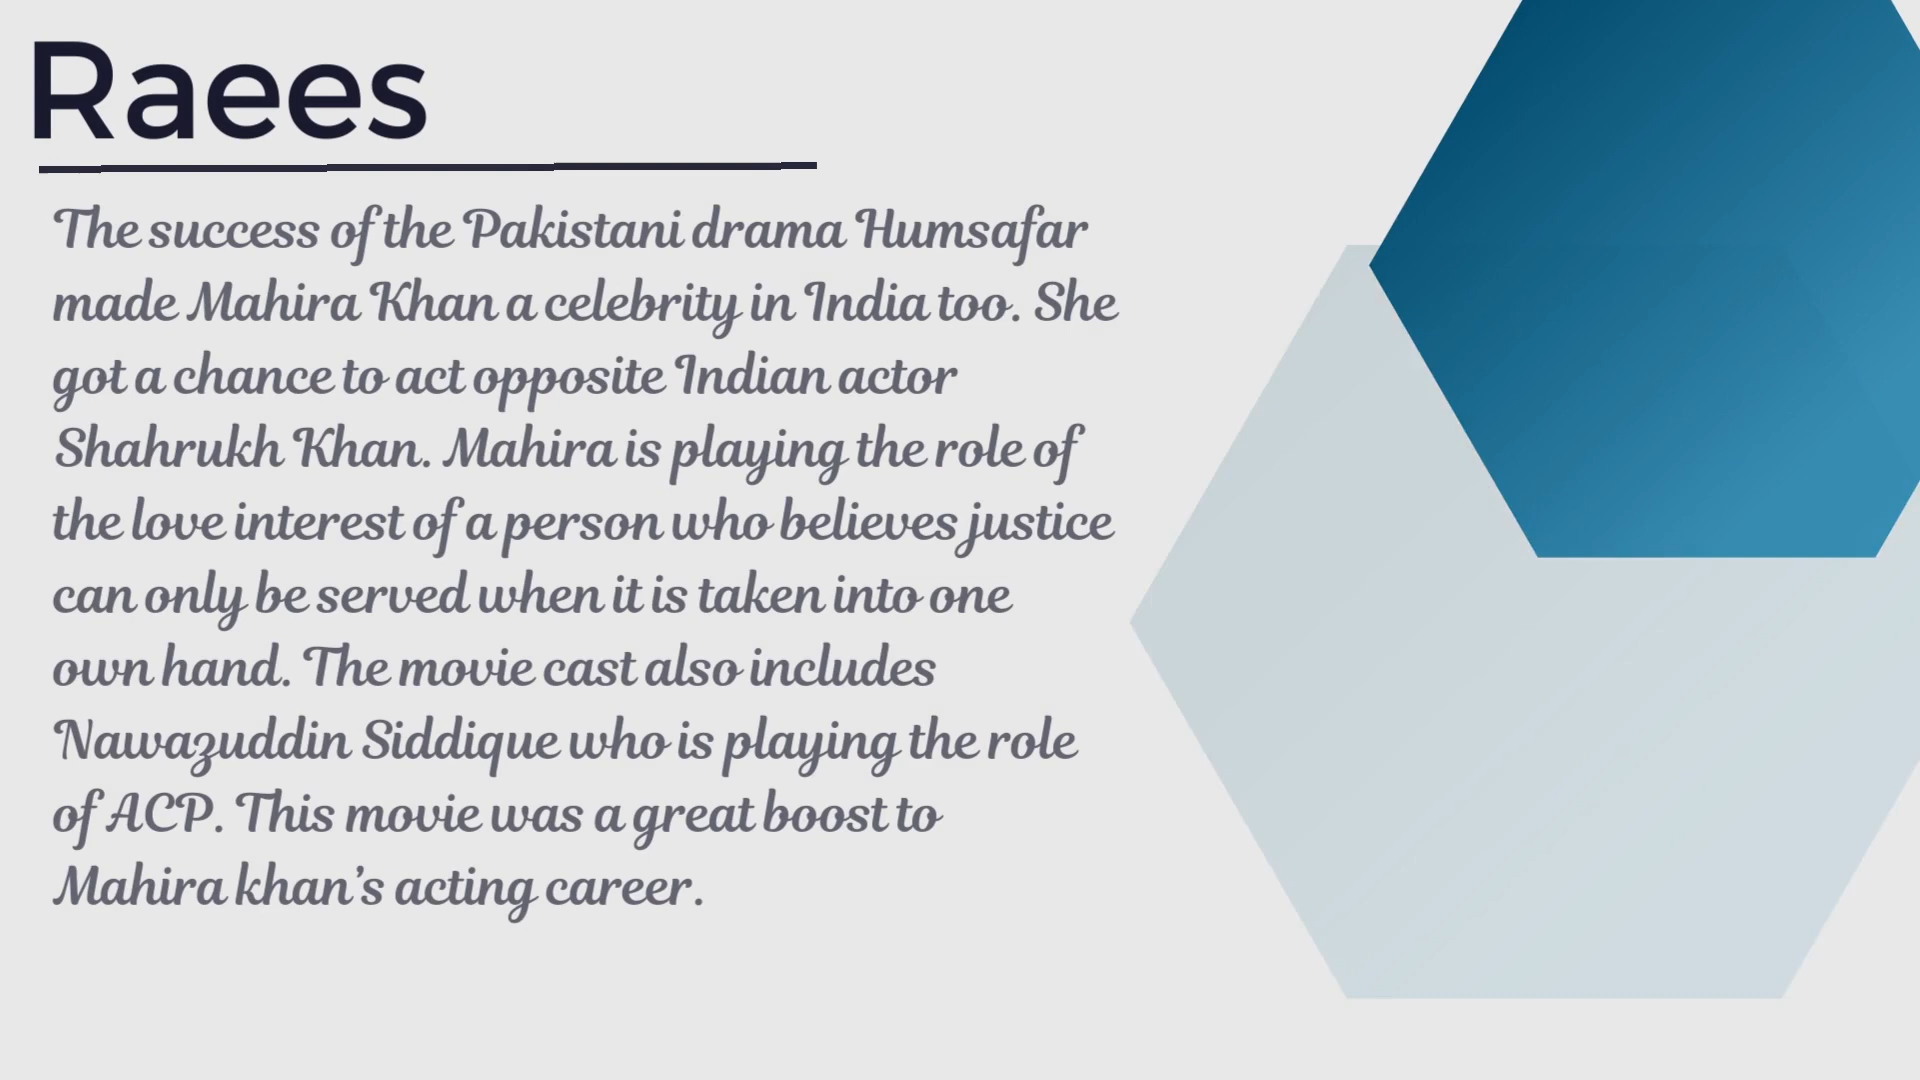 Raees
The success of the Pakistani drama Humsafar
made Mahira Khan a celebrity in India too. She
got a chance to act opposite Indian actor
Shahrukh Khan. Mahira is playing the role of
the love interest of a person who believes justice
can only be served when it is taken into one
own hand. The movie cast also includes
Nawazuddin Siddique who is playing the role
of ACP. This movie was a great boost to
Mahira khan’s acting career.